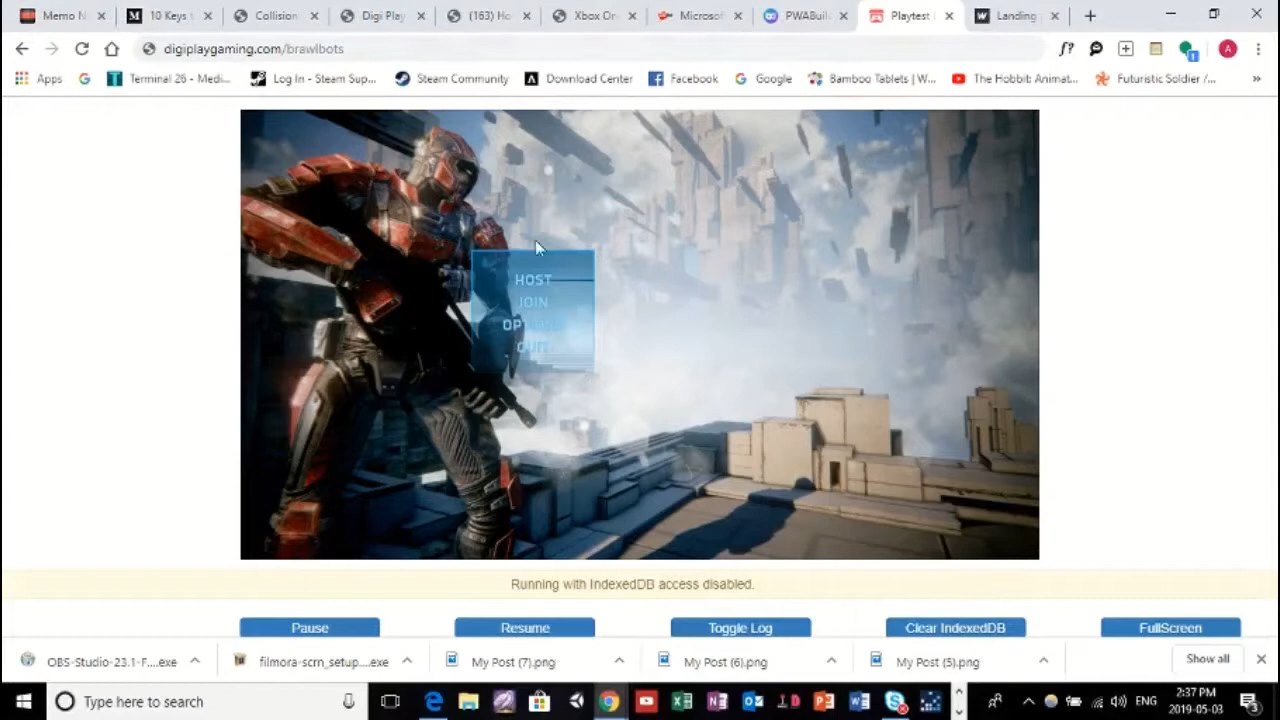 Memo N
10 Keys
Collision
Digi Play
(163) Ho
Xbox On
Microsof
PWABuil
Playtest
Landing
digiplaygaming.com/brawlbots
f?
A
Apps
Terminal 26 - Medi...
Log In - Steam Sup...
Steam Community
Download Center
Facebook
Google
Bamboo Tablets | W...
The Hobbit: Animat...
Futuristic Soldier /...
»
HOST
JOIN
QUIT
Running with IndexedDB access disabled.
Pause
Resume
Toggle Log
Clear IndexedDB
FullScreen
OBS-Studio-23.1-F....exe
filmora-scrn_setup....exe
My Post (7).png
My Post (6).png
My Post (5).png
Show all
Type here to search
ENG
2:37 PM
2019-05-03